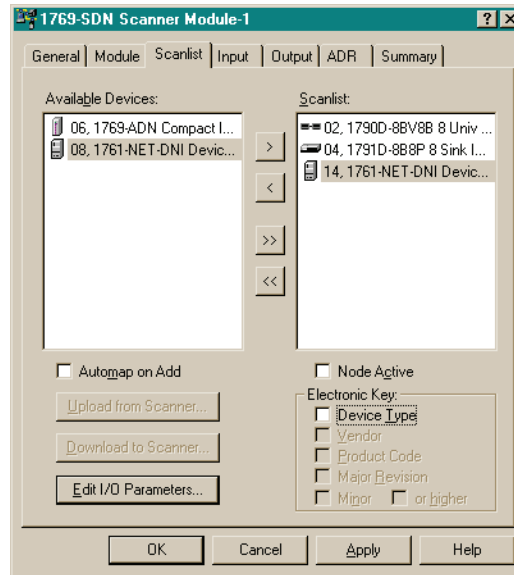 1769-SDN Scanner Module-1
General Module Scanlist Input Output ADR Summary
Available Devices: Scanlist:
06, 1769-ADN Compact I...
08, 1761-NET-DNI Devic...
02, 1790D-8BV8B 8 Univ ...
04, 1791D-8B8P 8 Sink I...
14, 1761-NET-DNI Devic...
>
<
>>
<<
Automap on Add
Node Active
Upload from Scanner...
Download to Scanner...
Edit I/O Parameters...
Electronic Key:
Device Type
Vendor
Product Code
Major Revision
Minor or higher
OK Cancel Apply Help